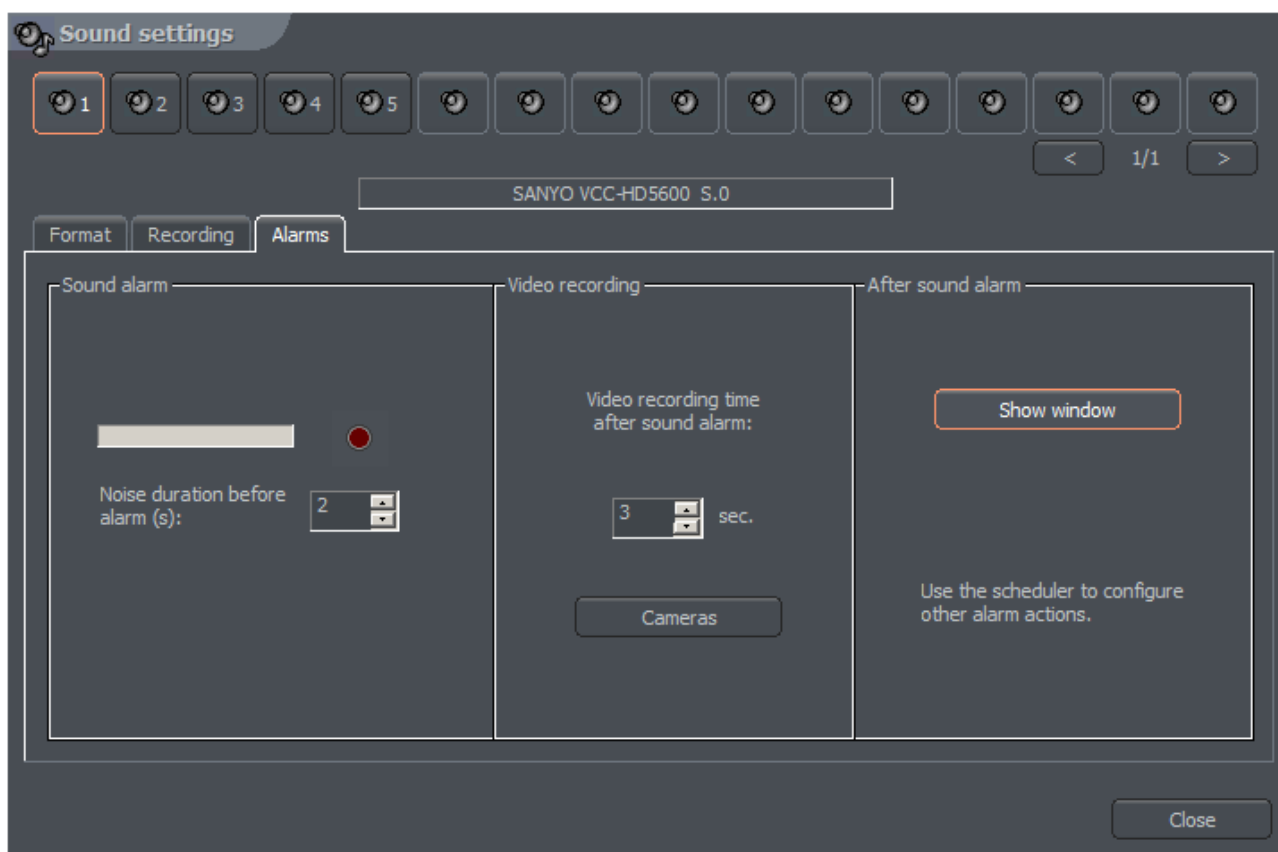 Sound settings
1 2 3 4 5
< 1/1 >
SANYO VCC-HD5600 S.0
Format Recording Alarms
Sound alarm
Noise duration before
alarm (s):
2
Video recording
Video recording time
after sound alarm:
3 sec.
Cameras
After sound alarm
Show window
Use the scheduler to configure
other alarm actions.
Close